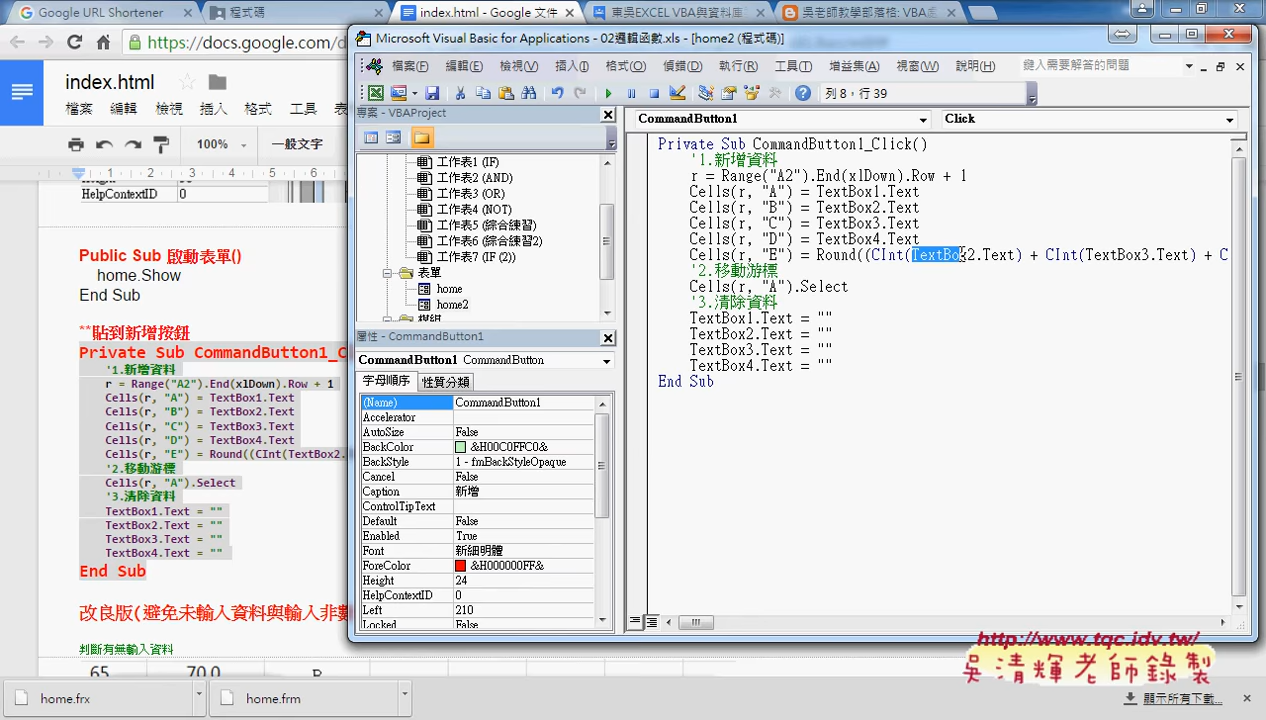 Google URL Shortener
程式碼
index.html - Google 文件
東吳EXCEL VBA與資料庫
吳老師教學部落格: VBA處
https://docs.google.com/d
index.html
檔案 編輯 檢視 插入 格式 工具
100% 一般文字
HelpContextID
Public Sub 啟動表單()
home.Show
End Sub
**貼到新增按鈕
Private Sub CommandButton1_C
'1.新增資料
r = Range("A2").End(xlDown).Row + 1
Cells(r, "A") = TextBox1.Text
Cells(r, "B") = TextBox2.Text
Cells(r, "C") = TextBox3.Text
Cells(r, "D") = TextBox4.Text
Cells(r, "E") = Round((CInt(TextBox2.
'2.移動游標
Cells(r, "A").Select
'3.清除資料
TextBox1.Text = ""
TextBox2.Text = ""
TextBox3.Text = ""
TextBox4.Text = ""
End Sub
改良版(避免未輸入資料與輸入非數
判斷有無輸入資料
65 70.0
home.frx
home.frm
顯示所有下載...
Microsoft Visual Basic for Applications - 02邏輯函數.xls - [home2 (程式碼)]
檔案(F) 編輯(E) 檢視(V) 插入(I) 格式(O) 偵錯(D) 執行(R) 工具(T) 增益集(A) 視窗(W) 說明(H) 鍵入需要解答的問題
列 8，行 39
專案 - VBAProject
工作表1 (IF)
工作表2 (AND)
工作表3 (OR)
工作表4 (NOT)
工作表5 (綜合練習)
工作表6 (綜合練習2)
工作表7 (IF (2))
表單
home
home2
模組
屬性 - CommandButton1
CommandButton1 CommandButton
字母順序 性質分類
(Name) CommandButton1
Accelerator
AutoSize False
BackColor &H00C0FFC0&
BackStyle 1 - fmBackStyleOpaque
Cancel False
Caption 新增
ControlTipText
Default False
Enabled True
Font 新細明體
ForeColor &H000000FF&
Height 24
HelpContextID 0
Left 210
Locked False
CommandButton1 Click
Private Sub CommandButton1_Click()
'1.新增資料
r = Range("A2").End(xlDown).Row + 1
Cells(r, "A") = TextBox1.Text
Cells(r, "B") = TextBox2.Text
Cells(r, "C") = TextBox3.Text
Cells(r, "D") = TextBox4.Text
Cells(r, "E") = Round((CInt(TextBox2.Text) + CInt(TextBox3.Text) + C
'2.移動游標
Cells(r, "A").Select
'3.清除資料
TextBox1.Text = ""
TextBox2.Text = ""
TextBox3.Text = ""
TextBox4.Text = ""
End Sub
http://www.tqc.idv.tw/
吳清輝老師錄製